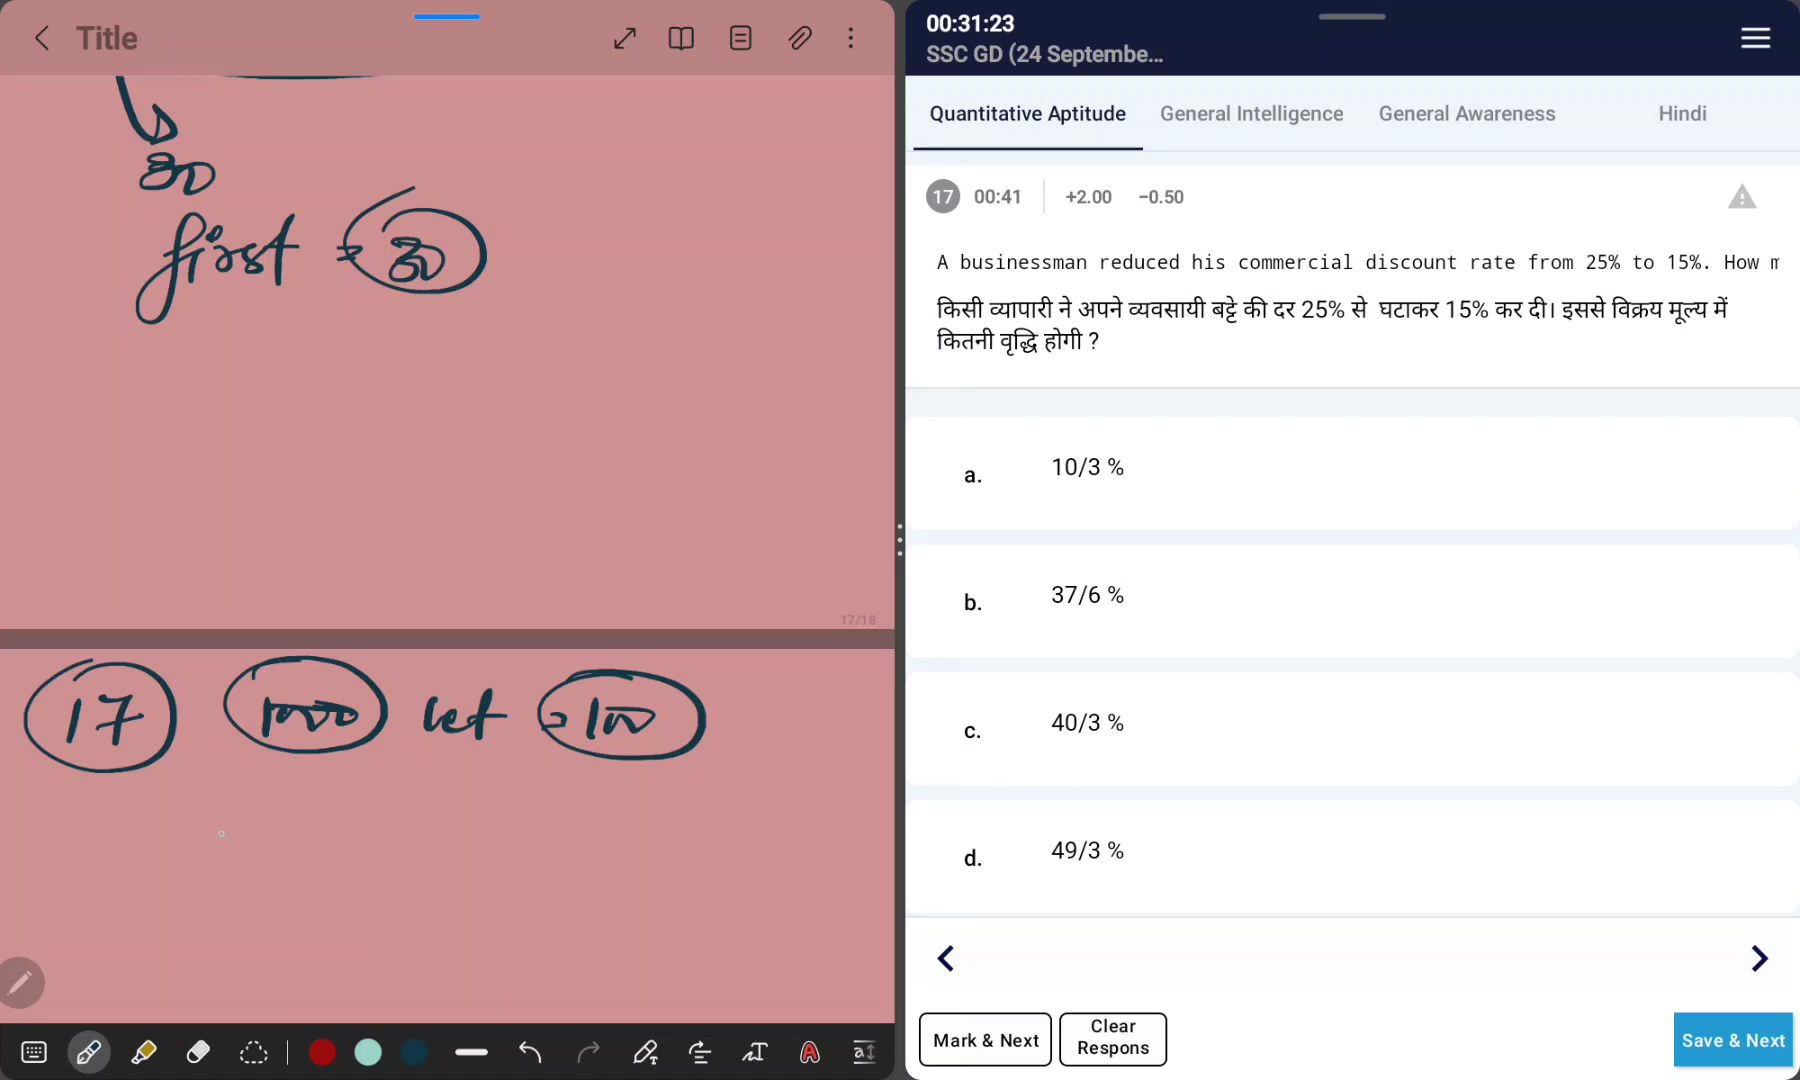 Title
30
first = 30
17/18
17 let = 100
00:31:23
SSC GD (24 Septembe...
Quantitative Aptitude General Intelligence General Awareness Hindi
17 00:41 +2.00 −0.50
A businessman reduced his commercial discount rate from 25% to 15%. How m
किसी व्यापारी ने अपने व्यवसायी बट्टे की दर 25% से घटाकर 15% कर दी। इससे विक्रय मूल्य में
कितनी वृद्धि होगी ?
a. 10/3 %
b. 37/6 %
c. 40/3 %
d. 49/3 %
Mark & Next
Clear
Respons
Save & Next